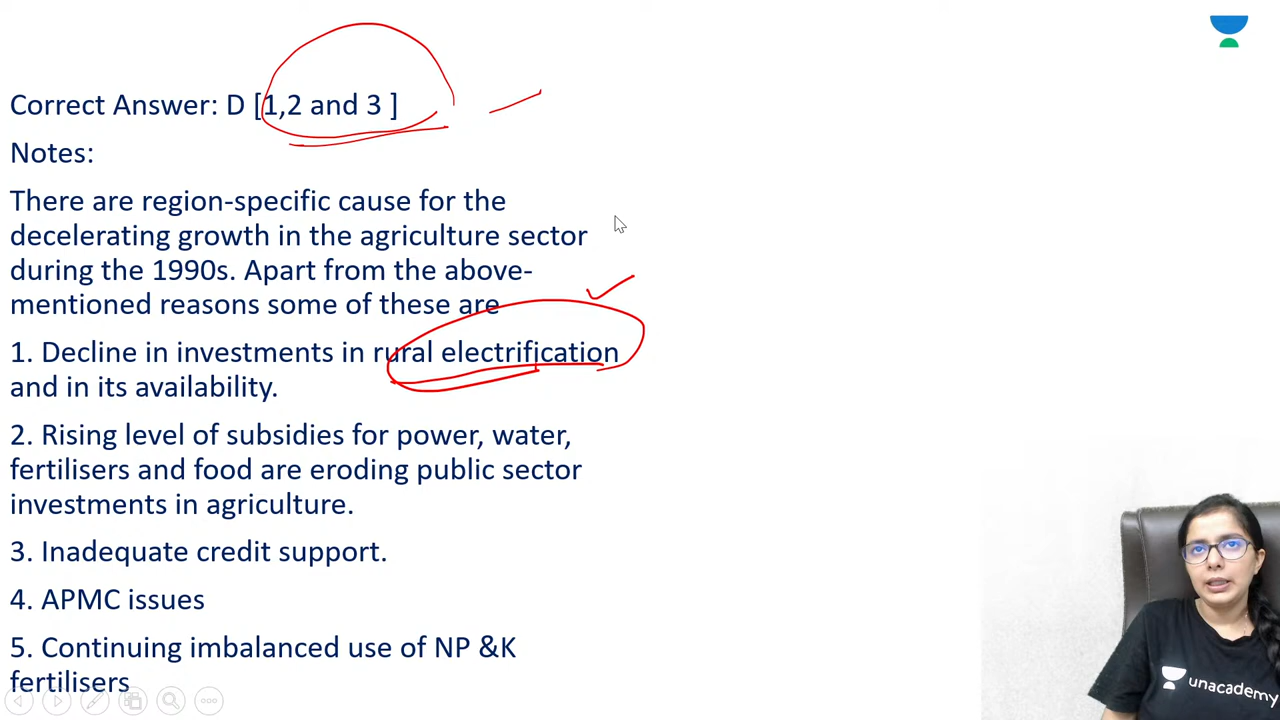 Correct Answer: D [1,2 and 3 ]
Notes:
There are region-specific cause for the
decelerating growth in the agriculture sector
during the 1990s. Apart from the above-
mentioned reasons some of these are
1. Decline in investments in rural electrification
and in its availability.
2. Rising level of subsidies for power, water,
fertilisers and food are eroding public sector
investments in agriculture.
3. Inadequate credit support.
4. APMC issues
5. Continuing imbalanced use of NP &K
fertilisers
unacademy